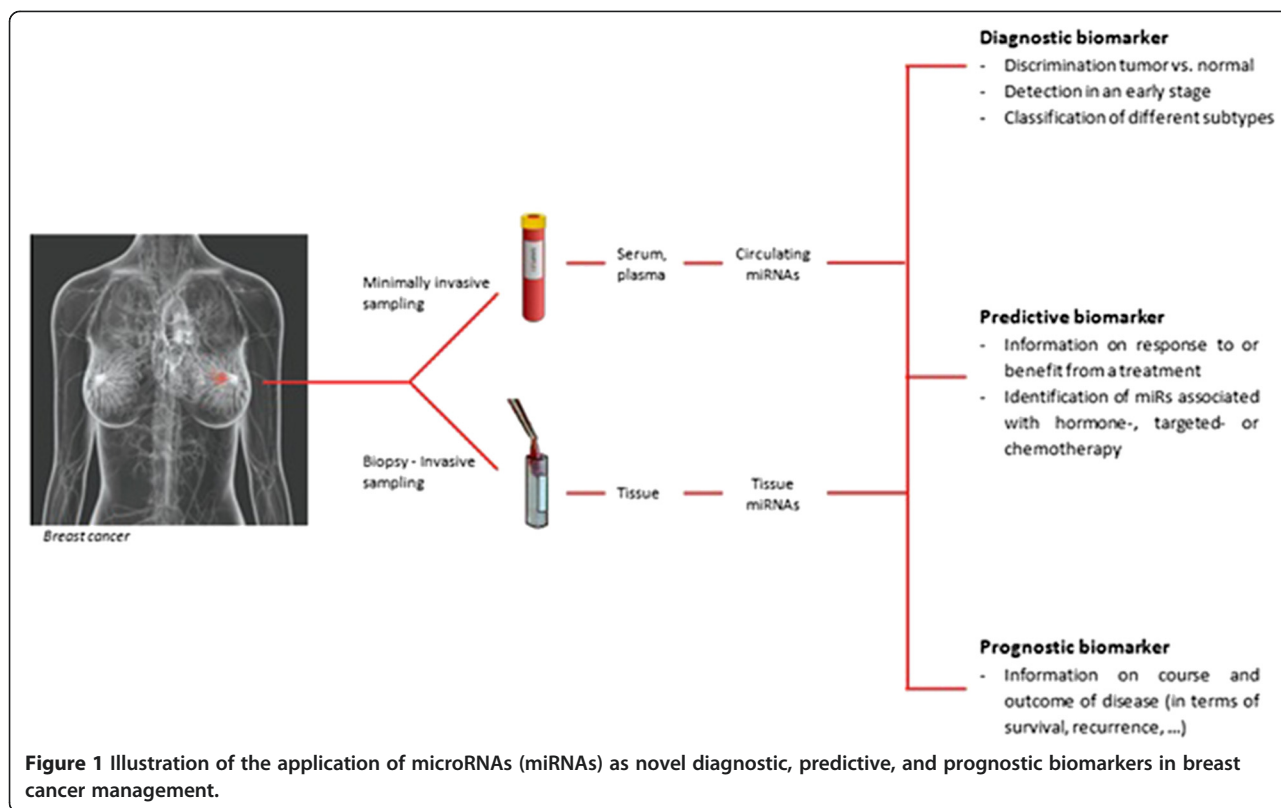 Diagnostic biomarker
- Discrimination tumor vs. normal
- Detection in an early stage
- Classification of different subtypes
Minimally invasive
sampling
Serum,
plasma
Circulating
miRNAs
Predictive biomarker
- Information on response to or
benefit from a treatment
- Identification of miRs associated
with hormone-, targeted- or
chemotherapy
Biopsy - Invasive
sampling
Tissue
Tissue
miRNAs
Breast cancer
Prognostic biomarker
- Information on course and
outcome of disease (in terms of
survival, recurrence, ...)
Figure 1 Illustration of the application of microRNAs (miRNAs) as novel diagnostic, predictive, and prognostic biomarkers in breast
cancer management.